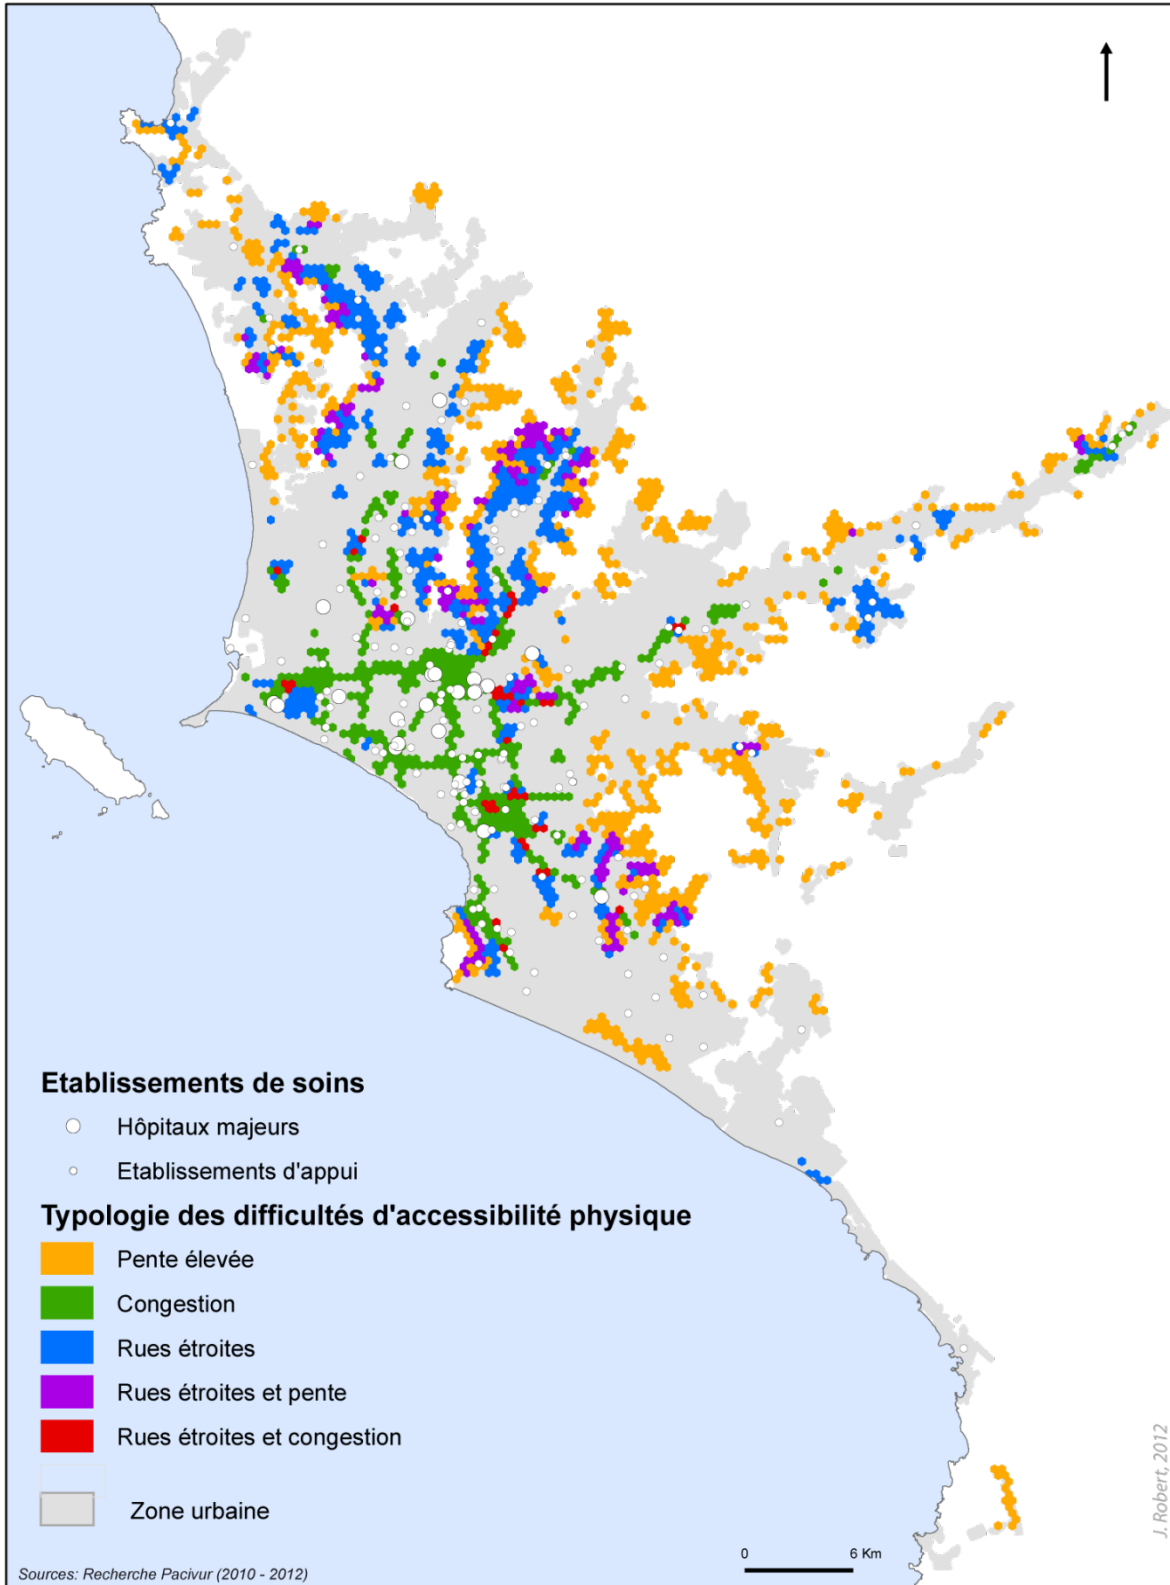 Etablissements de soins
Hôpitaux majeurs
Etablissements d'appui
Typologie des difficultés d'accessibilité physique
Pente élevée
Congestion
Rues étroites
Rues étroites et pente
Rues étroites et congestion
Zone urbaine
0 6 Km
Sources: Recherche Pacivur (2010 - 2012)
J. Robert, 2012